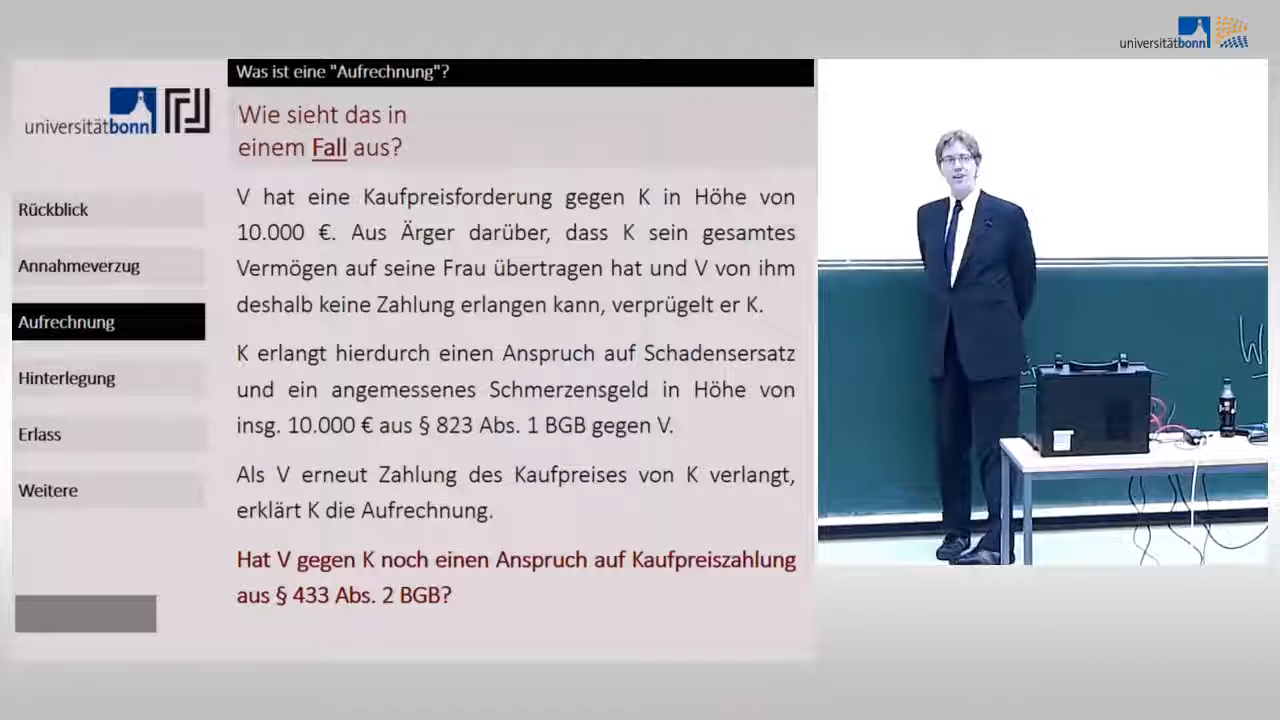 universitätbonn
Was ist eine "Aufrechnung"?
universitätbonn
Wie sieht das in
einem Fall aus?
Rückblick
Annahmeverzug
Aufrechnung
Hinterlegung
Erlass
Weitere
V hat eine Kaufpreisforderung gegen K in Höhe von
10.000 €. Aus Ärger darüber, dass K sein gesamtes
Vermögen auf seine Frau übertragen hat und V von ihm
deshalb keine Zahlung erlangen kann, verprügelt er K.
K erlangt hierdurch einen Anspruch auf Schadensersatz
und ein angemessenes Schmerzensgeld in Höhe von
insg. 10.000 € aus § 823 Abs. 1 BGB gegen V.
Als V erneut Zahlung des Kaufpreises von K verlangt,
erklärt K die Aufrechnung.
Hat V gegen K noch einen Anspruch auf Kaufpreiszahlung
aus § 433 Abs. 2 BGB?